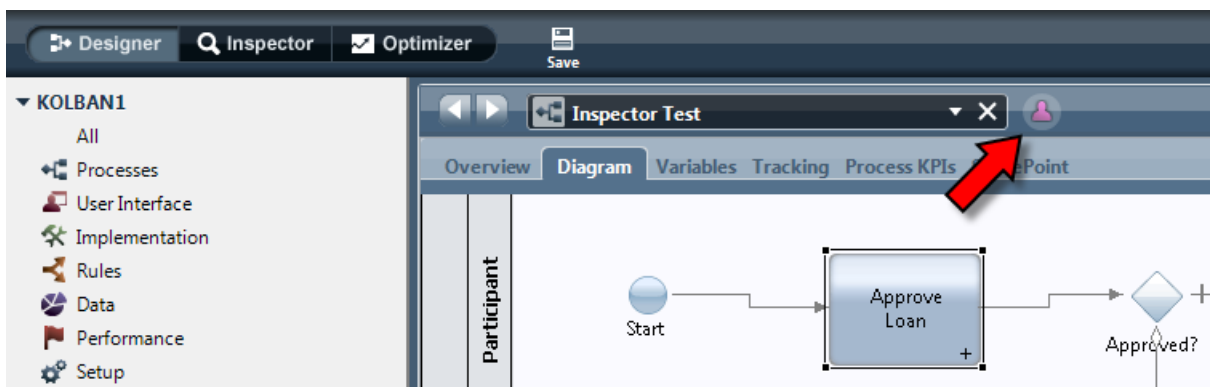 Designer Inspector Optimizer
Save
KOLBAN1
All
Processes
User Interface
Implementation
Rules
Data
Performance
Setup
Inspector Test
Overview Diagram Variables Tracking Process KPIs
Participant
Start
Approve
Loan
Approved?